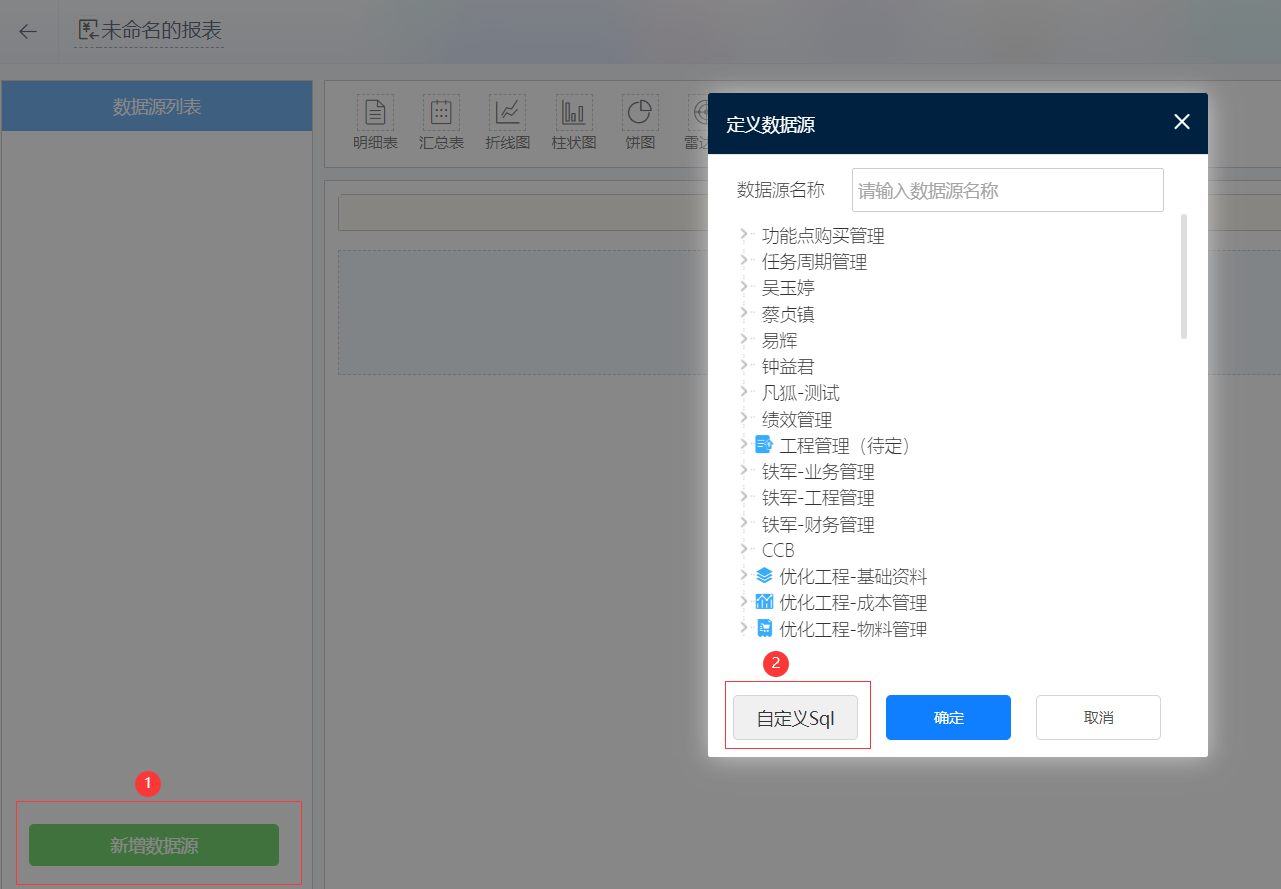 未命名的报表
数据源列表
明细表 汇总表 折线图 柱状图 饼图
定义数据源
数据源名称 请输入数据源名称
功能点购买管理
任务周期管理
吴玉婷
蔡贞镇
易辉
钟益君
凡狐-测试
绩效管理
工程管理（待定）
铁军-业务管理
铁军-工程管理
铁军-财务管理
CCB
优化工程-基础资料
优化工程-成本管理
优化工程-物料管理
2
自定义Sql 确定 取消
1
新增数据源